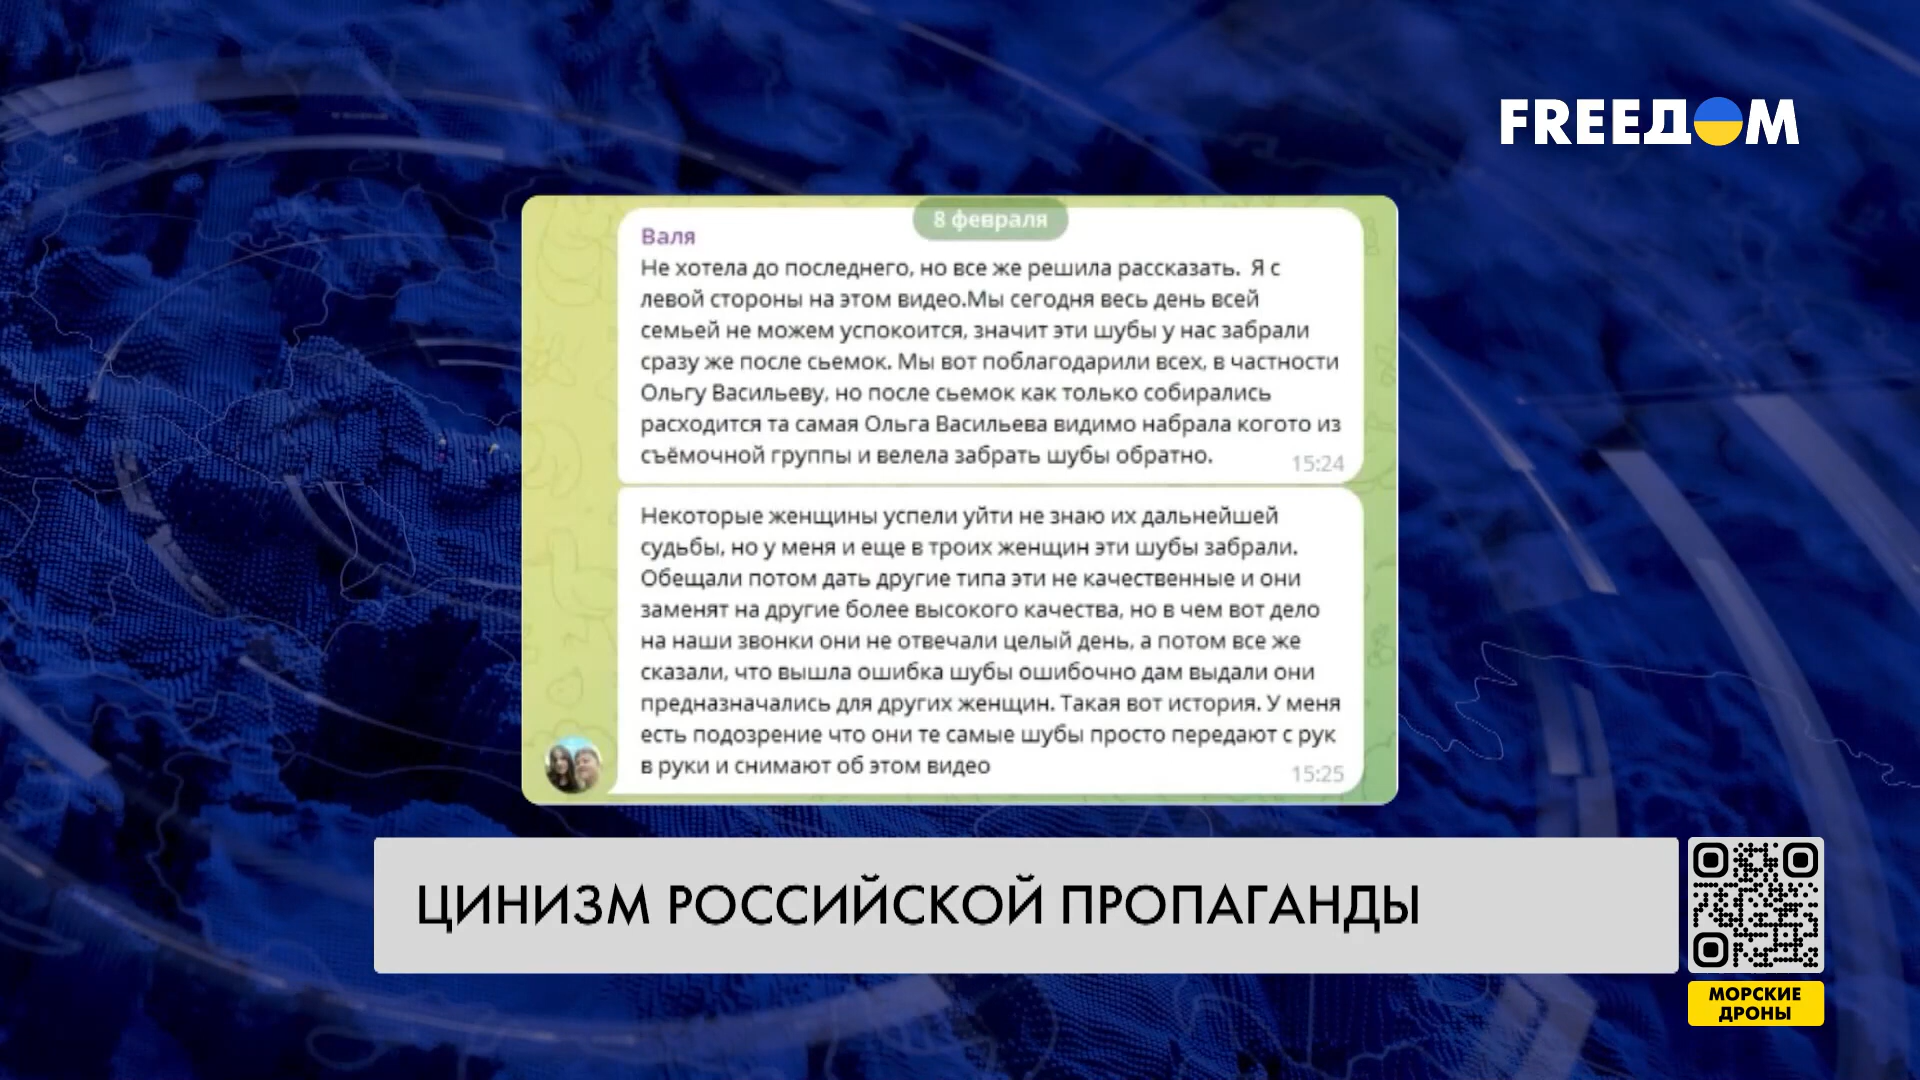 FREEДOM
8 февраля
Валя
Не хотела до последнего, но все же решила рассказать. Я с
левой стороны на этом видео.Мы сегодня весь день всей
семьей не можем успокоится, значит эти шубы у нас забрали
сразу же после сьемок. Мы вот поблагодарили всех, в частности
Ольгу Васильеву, но после сьемок как только собирались
расходится та самая Ольга Васильева видимо набрала когото из
съёмочной группы и велела забрать шубы обратно.
15:24
Некоторые женщины успели уйти не знаю их дальнейшей
судьбы, но у меня и еще в троих женщин эти шубы забрали.
Обещали потом дать другие типа эти не качественные и они
заменят на другие более высокого качества, но в чем вот дело
на наши звонки они не отвечали целый день, а потом все же
сказали, что вышла ошибка шубы ошибочно дам выдали они
предназначались для других женщин. Такая вот история. У меня
есть подозрение что они те самые шубы просто передают с рук
в руки и снимают об этом видео
15:25
ЦИНИЗМ РОССИЙСКОЙ ПРОПАГАНДЫ
МОРСКИЕ
ДРОНЫ